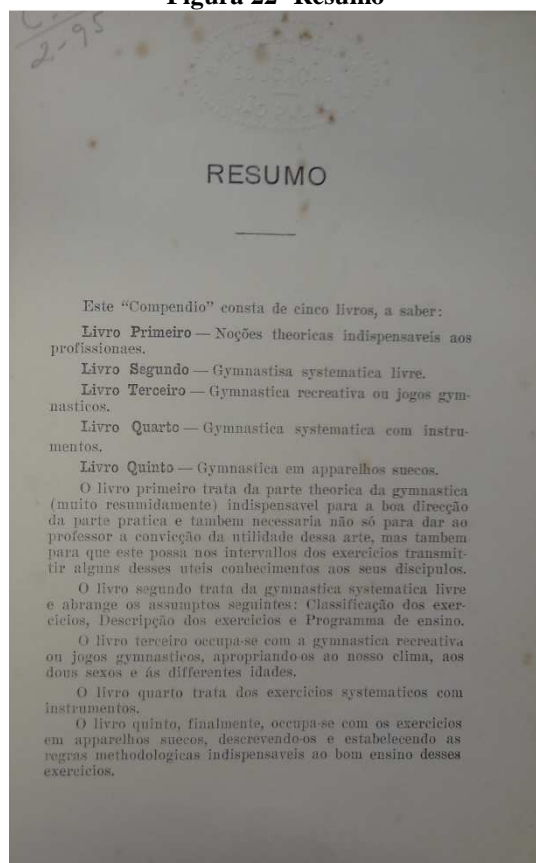 Figura 22- Resumo
2-95
RESUMO
Este “Compendio” consta de cinco livros, a saber:
Livro Primeiro — Noções theoricas indispensaveis aos
profissionaes.
Livro Segundo — Gymnastisa systematica livre.
Livro Terceiro — Gymnastica recreativa ou jogos gym-
nasticos.
Livro Quarto — Gymnastica systematica com instru-
mentos.
Livro Quinto — Gymnastica em apparelhos suecos.
O livro primeiro trata da parte theorica da gymnastica
(muito resumidamente) indispensavel para a boa direcção
da parte pratica e tambem necessaria não só para dar ao
professor a convicção da utilidade dessa arte, mas tambem
para que este possa nos intervallos dos exercicios transmit-
tir alguns desses uteis conhecimentos aos seus discipulos.
O livro segundo trata da gymnastica systematica livre
e abrange os assumptos seguintes: Classificação dos exer-
cicios, Descripção dos exercicios e Programma de ensino.
O livro terceiro occupa-se com a gymnastica recreativa
ou jogos gymnasticos, apropriando-os ao nosso clima, aos
dous sexos e ás differentes idades.
O livro quarto trata dos exercicios systematicos com
instrumentos.
O livro quinto, finalmente, occupa-se com os exercicios
em apparelhos suecos, descrevendo-os e estabelecendo as
regras methodologicas indispensaveis ao bom ensino desses
exercicios.